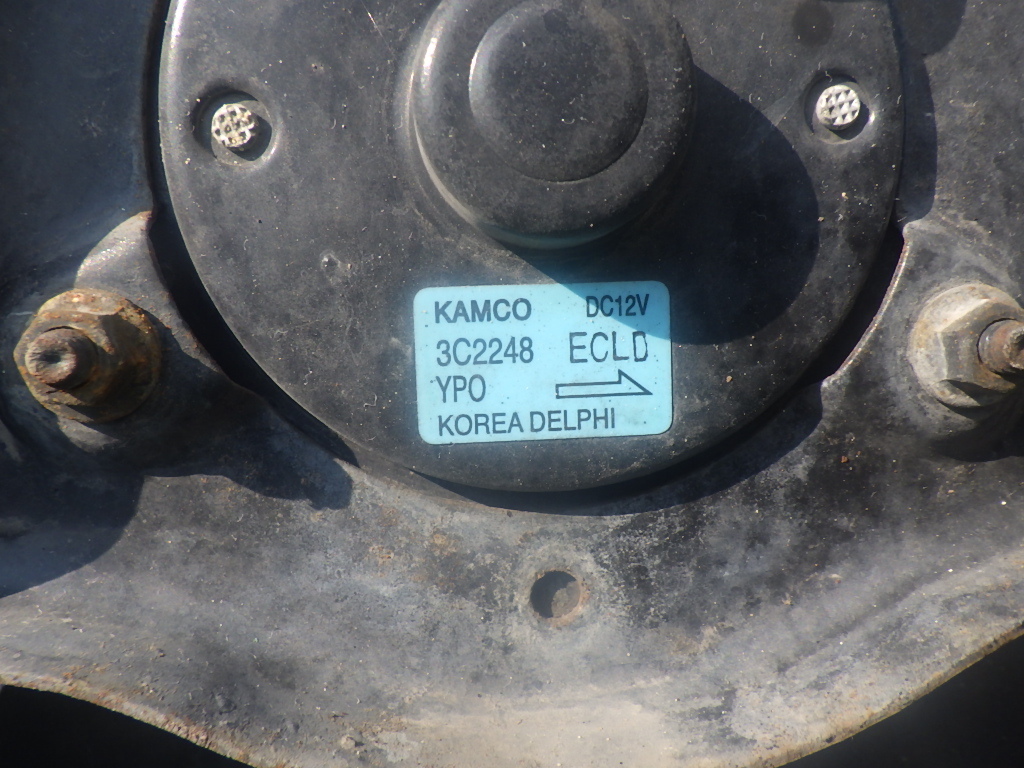 KAMCO DC12V
3C2248 ECLD
YPO
KOREA DELPHI